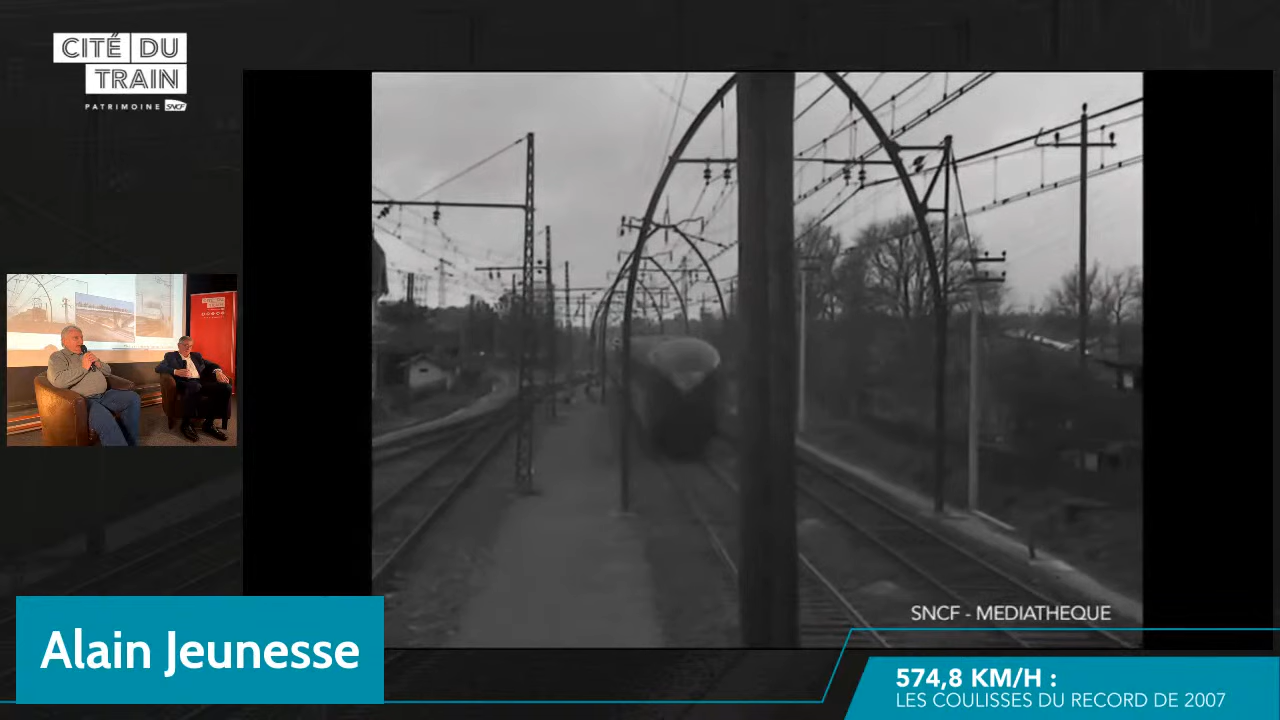 CITÉ DU
TRAIN
PATRIMOINE SNCF
SNCF - MEDIATHEQUE
Alain Jeunesse
574,8 KM/H :
LES COULISSES DU RECORD DE 2007